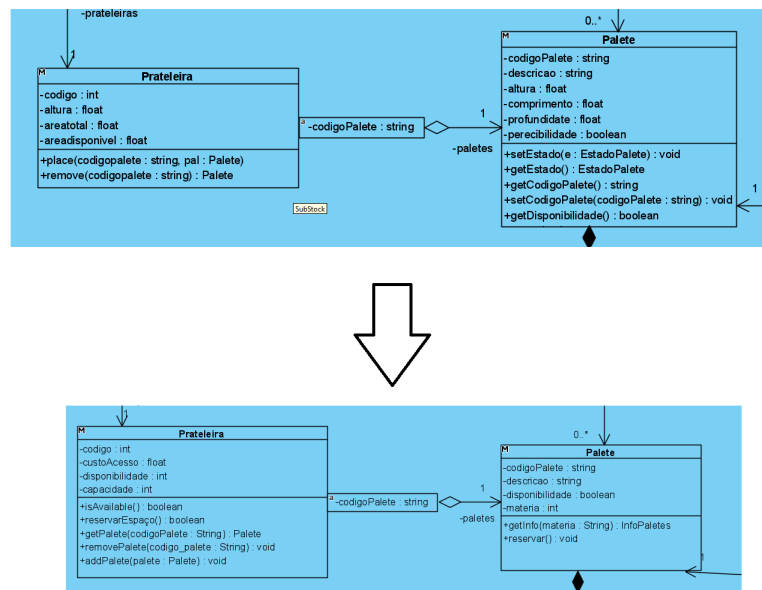 -prateleiras
1
0..*
M
Prateleira
-codigo : int
-altura : float
-areatotal : float
-areadisponivel : float
+place(codigopalete : string, pal : Palete)
+remove(codigopalete : string) : Palete
a -codigoPalete : string
1
-paletes
SubStock
M
Palete
-codigoPalete : string
-descricao : string
-altura : float
-comprimento : float
-profundidade : float
-perecibilidade : boolean
+setEstado(e : EstadoPalete) : void
+getEstado() : EstadoPalete
+getCodigoPalete() : string
+setCodigoPalete(codigoPalete : string) : void
+getDisponibilidade() : boolean
1
1
0..*
M
Prateleira
-codigo : int
-custoAcesso : float
-disponibilidade : int
-capacidade : int
+isAvailable() : boolean
+reservarEspaço() : boolean
+getPalete(codigoPalete : String) : Palete
+removePalete(codigo_palete : String) : void
+addPalete(palete : Palete) : void
a -codigoPalete : string
1
-paletes
M
Palete
-codigoPalete : string
-descricao : string
-disponibilidade : boolean
-materia : int
+getInfo(materia : String) : InfoPaletes
+reservar() : void
1